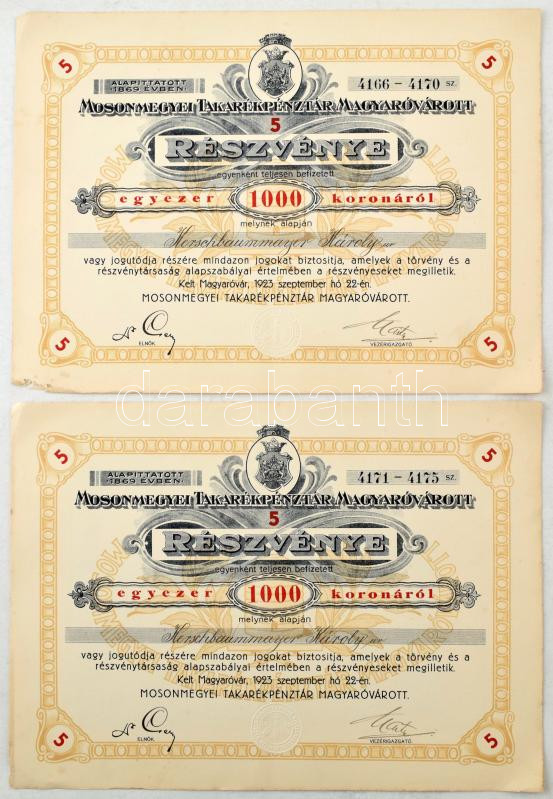 5
5
ALAPITTATOTT
1869 ÉVBEN
4166 – 4170 SZ.
MOSONMEGYEI TAKARÉKPÉNZTÁR MAGYARÓVÁROTT
5
RÉSZVÉNYE
egyenként teljesen befizetett
egyezer 1000 koronáról
melynek alapján
Herschbaummayer Károly úr
vagy jogutódja részére mindazon jogokat biztosítja, amelyek a törvény és a
részvénytársaság alapszabályai értelmében a részvényeseket megilletik.
Kelt Magyaróvár, 1923 szeptember hó 22-én.
MOSONMEGYEI TAKARÉKPÉNZTÁR MAGYARÓVÁROTT.
ELNÖK.
VEZÉRIGAZGATÓ.
5
5
darabanth
5
5
ALAPITTATOTT
1869 ÉVBEN
4171 – 4175 SZ.
MOSONMEGYEI TAKARÉKPÉNZTÁR MAGYARÓVÁROTT
5
RÉSZVÉNYE
egyenként teljesen befizetett
egyezer 1000 koronáról
melynek alapján
Herschbaummayer Károly úr
vagy jogutódja részére mindazon jogokat biztosítja, amelyek a törvény és a
részvénytársaság alapszabályai értelmében a részvényeseket megilletik.
Kelt Magyaróvár, 1923 szeptember hó 22-én.
MOSONMEGYEI TAKARÉKPÉNZTÁR MAGYARÓVÁROTT.
ELNÖK.
VEZÉRIGAZGATÓ.
5
5